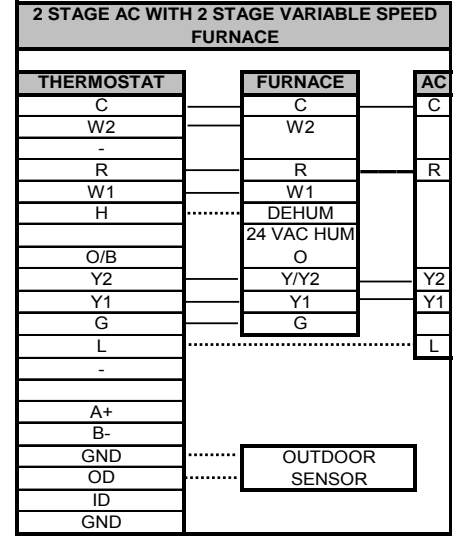 2 STAGE AC WITH 2 STAGE VARIABLE SPEED
FURNACE
THERMOSTAT FURNACE AC
C C C
W2 W2
-
R R R
W1 W1
H DEHUM
24 VAC HUM
O/B O
Y2 Y/Y2 Y2
Y1 Y1 Y1
G G
L L
-
A+
B-
GND OUTDOOR
OD SENSOR
ID
GND